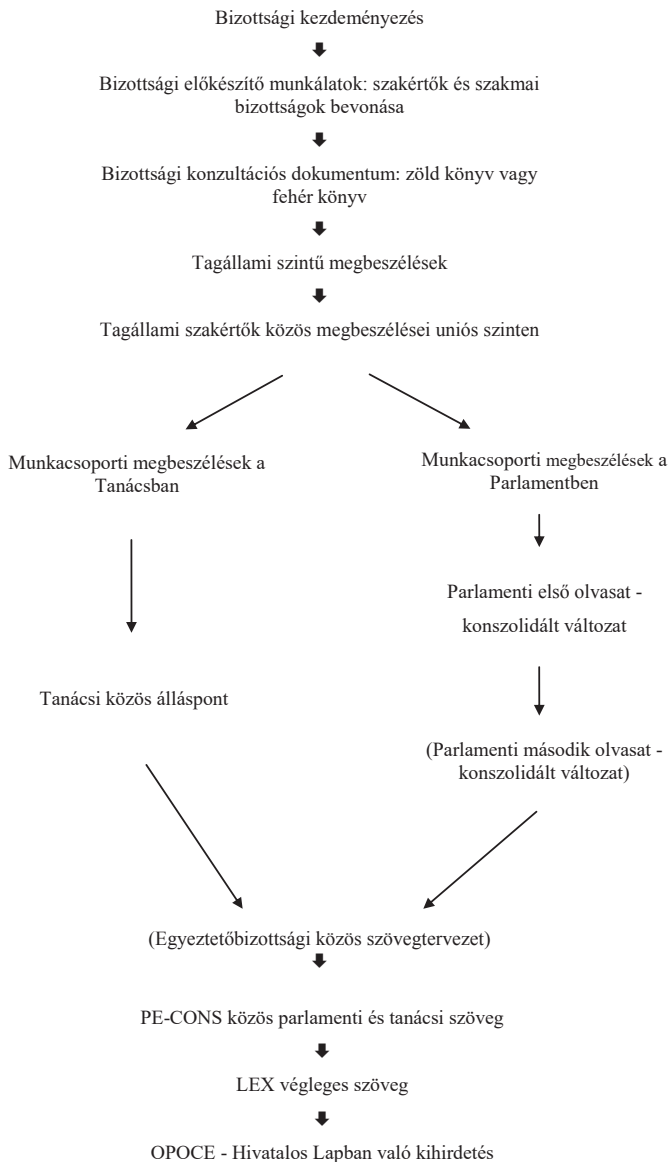 Bizottsági kezdeményezés
Bizottsági előkészítő munkálatok: szakértők és szakmai
bizottságok bevonása
Bizottsági konzultációs dokumentum: zöld könyv vagy
fehér könyv
Tagállami szintű megbeszélések
Tagállami szakértők közös megbeszélései uniós szinten
Munkacsoporti megbeszélések a
Tanácsban
Munkacsoporti megbeszélések a
Parlamentben
Parlamenti első olvasat -
konszolidált változat
Tanácsi közös álláspont
(Parlamenti második olvasat -
konszolidált változat)
(Egyeztetőbizottsági közös szövegtervezet)
PE-CONS közös parlamenti és tanácsi szöveg
LEX végleges szöveg
OPOCE - Hivatalos Lapban való kihirdetés